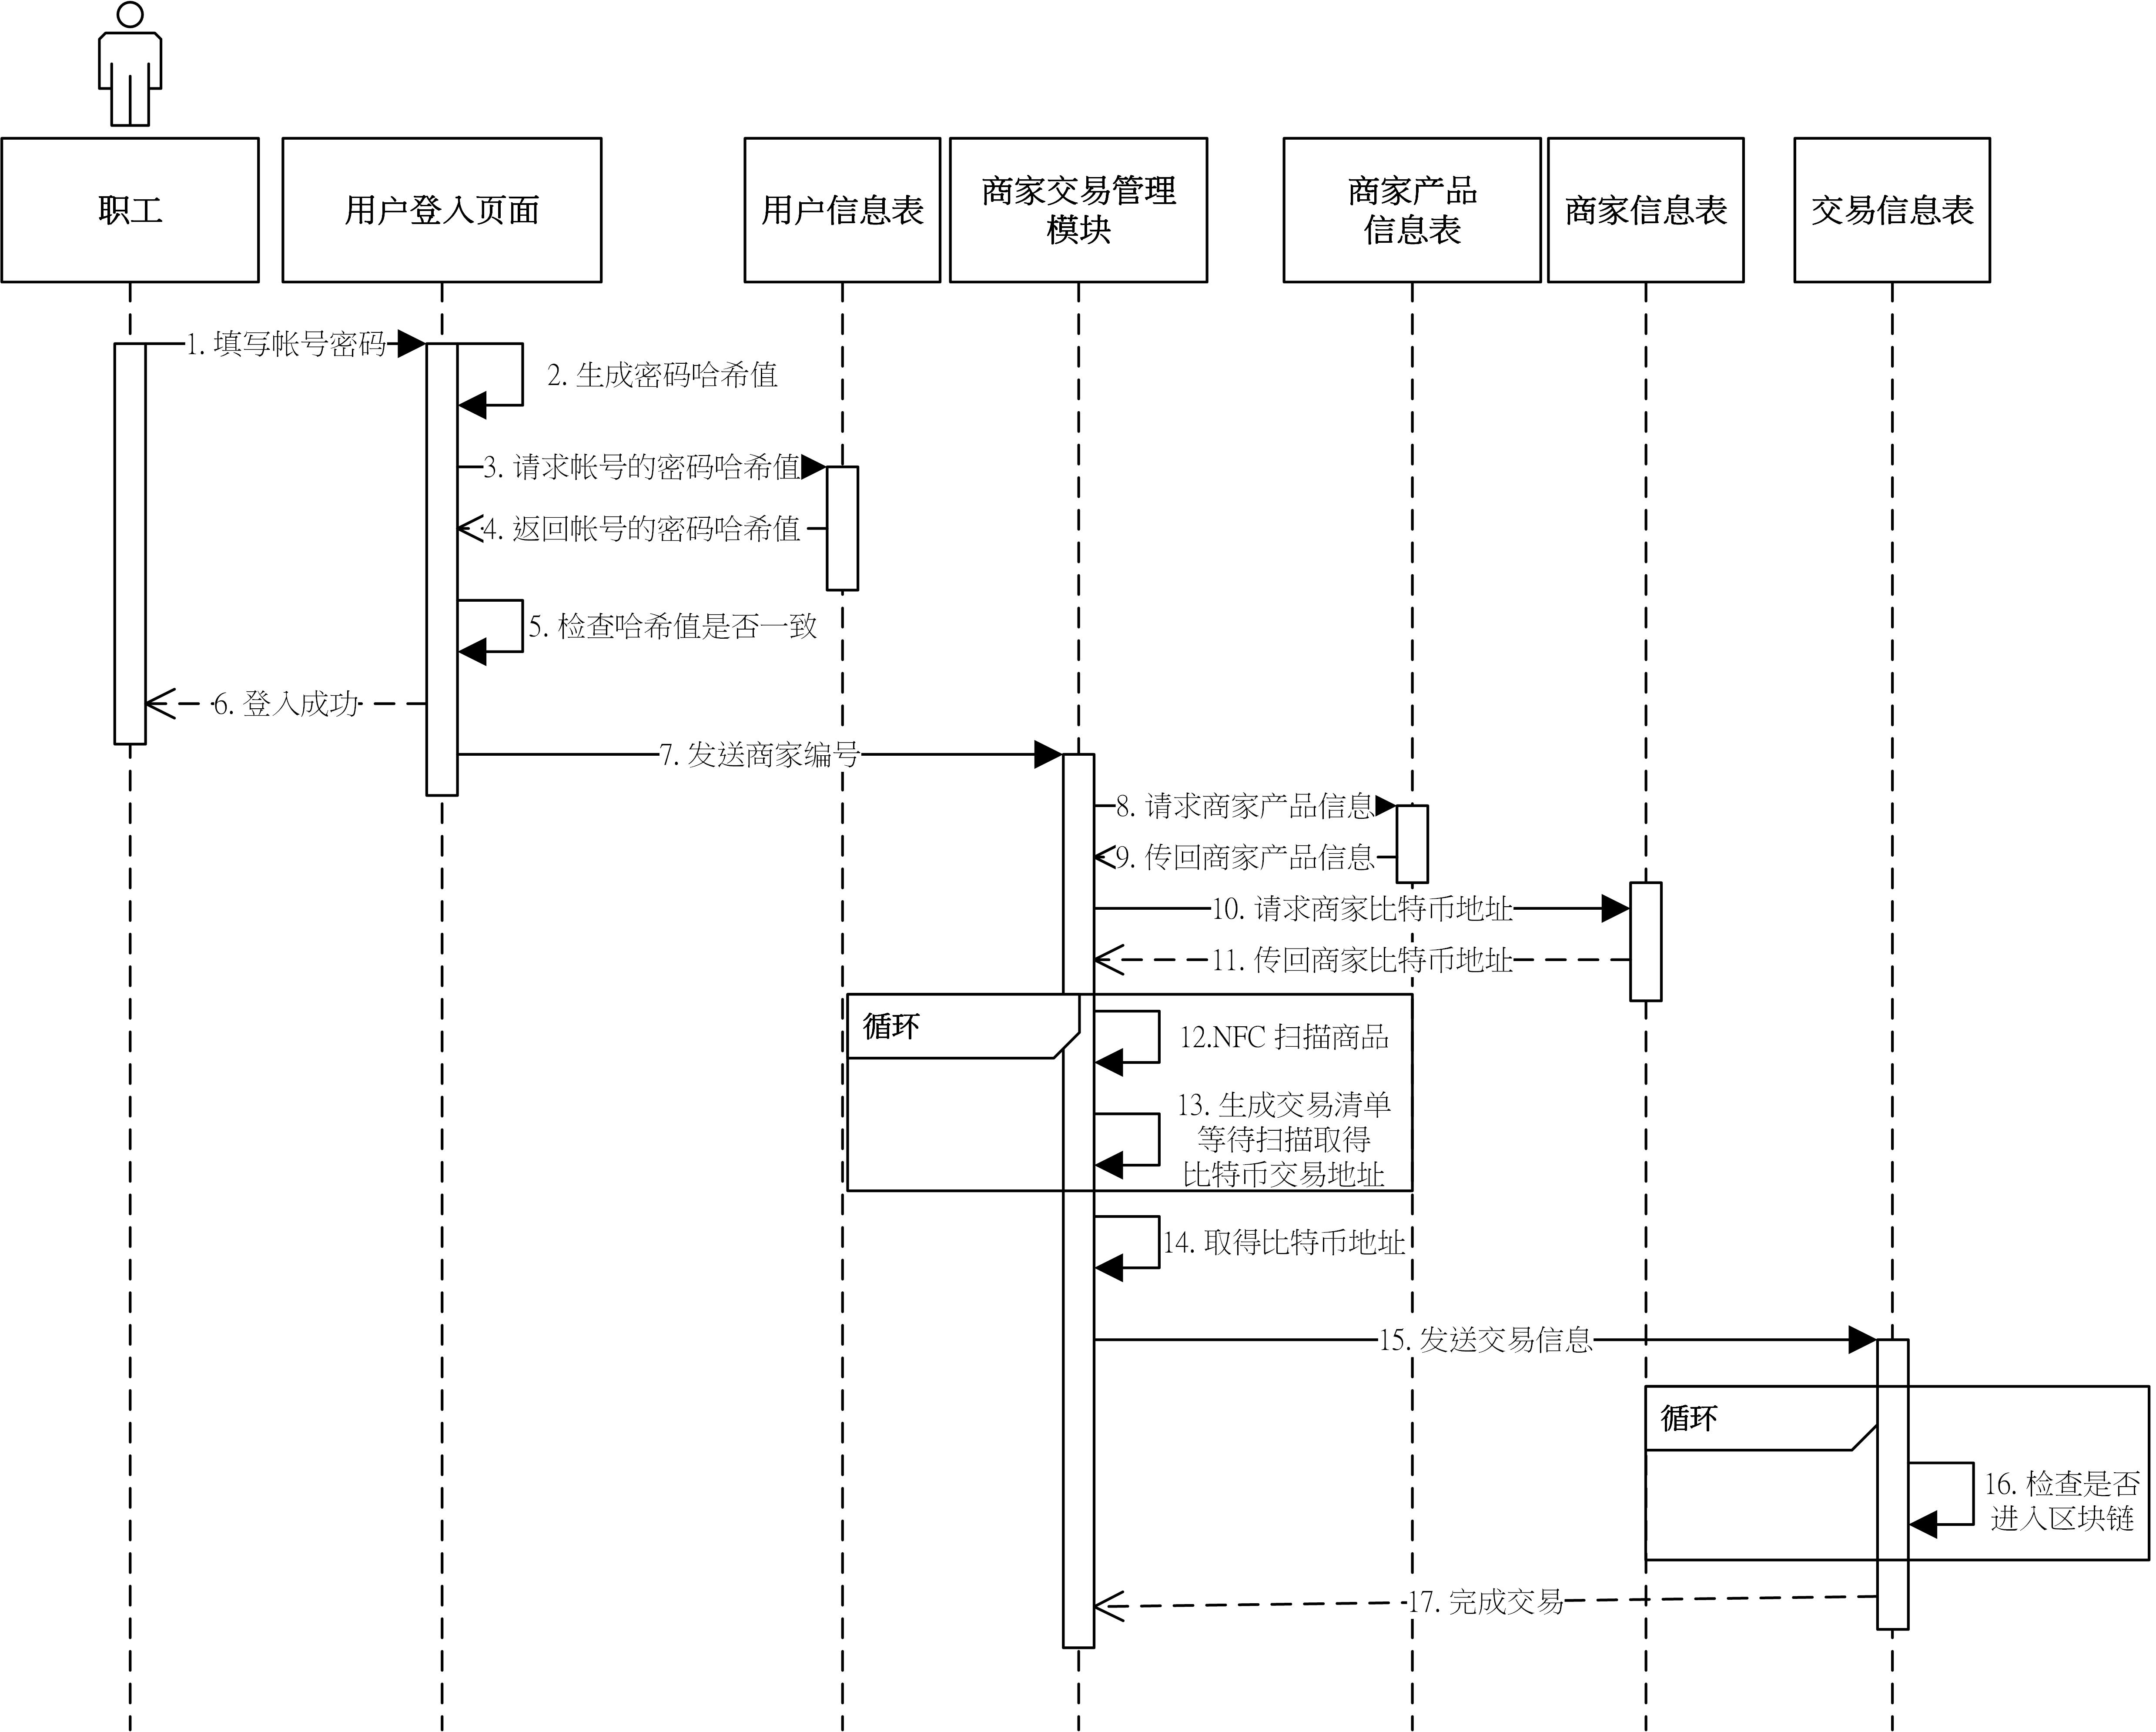 职工
用户登入页面
用户信息表
商家交易管理
模块
商家产品
信息表
商家信息表
交易信息表
1. 填写帐号密码
2. 生成密码哈希值
3. 请求帐号的密码哈希值
4. 返回帐号的密码哈希值
5. 检查哈希值是否一致
6. 登入成功
7. 发送商家编号
8. 请求商家产品信息
9. 传回商家产品信息
10. 请求商家比特币地址
11. 传回商家比特币地址
循环
12.NFC 扫描商品
13. 生成交易清单
等待扫描取得
比特币交易地址
14. 取得比特币地址
15. 发送交易信息
循环
16. 检查是否
进入区块链
17. 完成交易